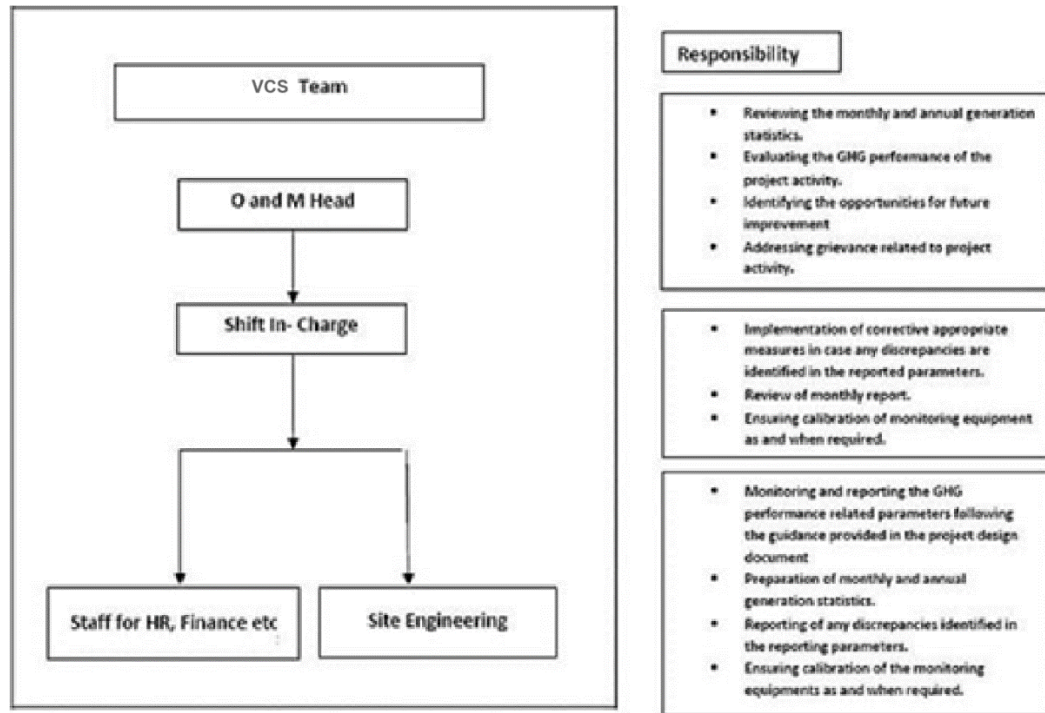 VCS Team
O and M Head
Shift In- Charge
Staff for HR, Finance etc
Site Engineering
Responsibility
• Reviewing the monthly and annual generation
statistics.
• Evaluating the GHG performance of the
project activity.
• Identifying the opportunities for future
improvement
• Addressing grievance related to project
activity.
• Implementation of corrective appropriate
measures in case any discrepancies are
identified in the reported parameters.
• Review of monthly report.
• Ensuring calibration of monitoring equipment
as and when required.
• Monitoring and reporting the GHG
performance related parameters following
the guidance provided in the project design
document
• Preparation of monthly and annual
generation statistics.
• Reporting of any discrepancies identified in
the reporting parameters.
• Ensuring calibration of the monitoring
equipments as and when required.